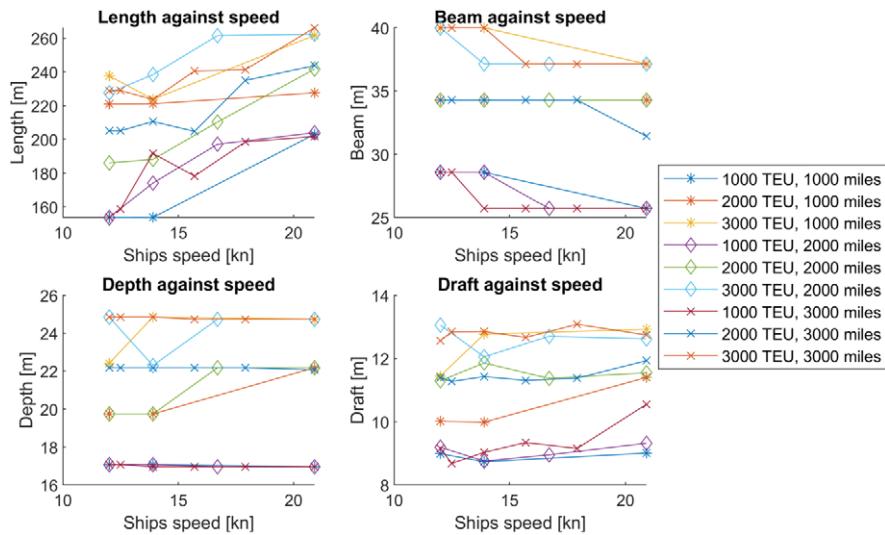 Length against speed
260
240
220
200
180
160
10
15
20
Length [m]
Ships speed [kn]
Beam against speed
40
35
30
25
10
15
20
Beam [m]
Ships speed [kn]
1000 TEU, 1000 miles
2000 TEU, 1000 miles
3000 TEU, 1000 miles
1000 TEU, 2000 miles
2000 TEU, 2000 miles
3000 TEU, 2000 miles
1000 TEU, 3000 miles
2000 TEU, 3000 miles
3000 TEU, 3000 miles
Depth against speed
26
24
22
20
18
16
10
15
20
Depth [m]
Ships speed [kn]
Draft against speed
14
12
10
8
10
15
20
Draft [m]
Ships speed [kn]